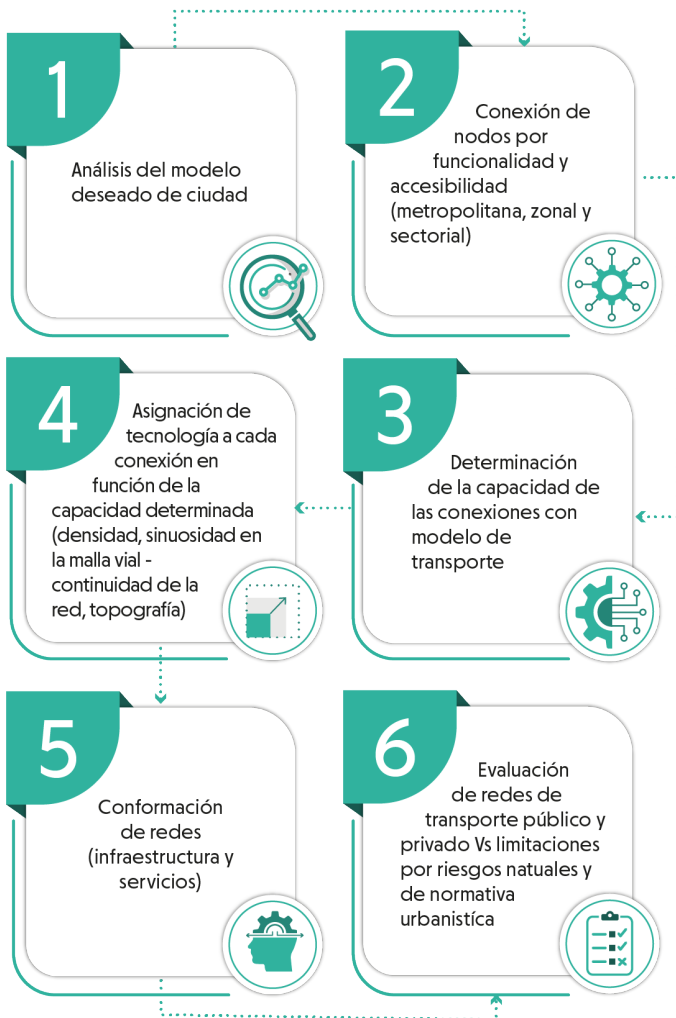 1
Análisis del modelo
deseado de ciudad
2
Conexión de
nodos por
funcionalidad y
accesibilidad
(metropolitana, zonal y
sectorial)
3
Determinación
de la capacidad de
las conexiones con
modelo de
transporte
4
Asignación de
tecnología a cada
conexión en
función de la
capacidad determinada
(densidad, sinuosidad en
la malla vial -
continuidad de la
red, topografía)
5
Conformación
de redes
(infraestructura y
servicios)
6
Evaluación
de redes de
transporte público y
privado Vs limitaciones
por riesgos natuales y
de normativa
urbanistíca